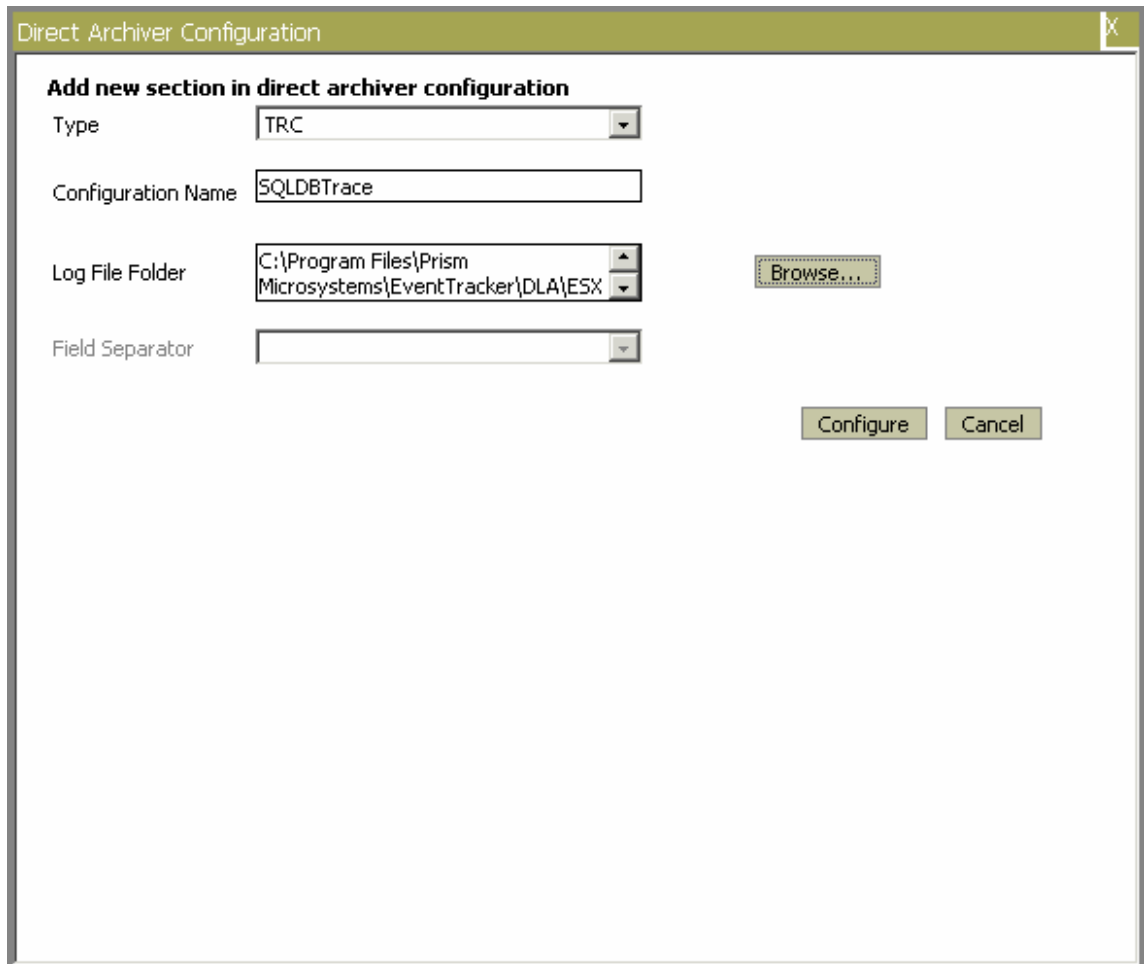 Direct Archiver Configuration X
Add new section in direct archiver configuration
Type TRC
Configuration Name SQLDBTrace
Log File Folder C:\Program Files\Prism
Microsystems\EventTracker\DLA\ESX Browse...
Field Separator
Configure Cancel